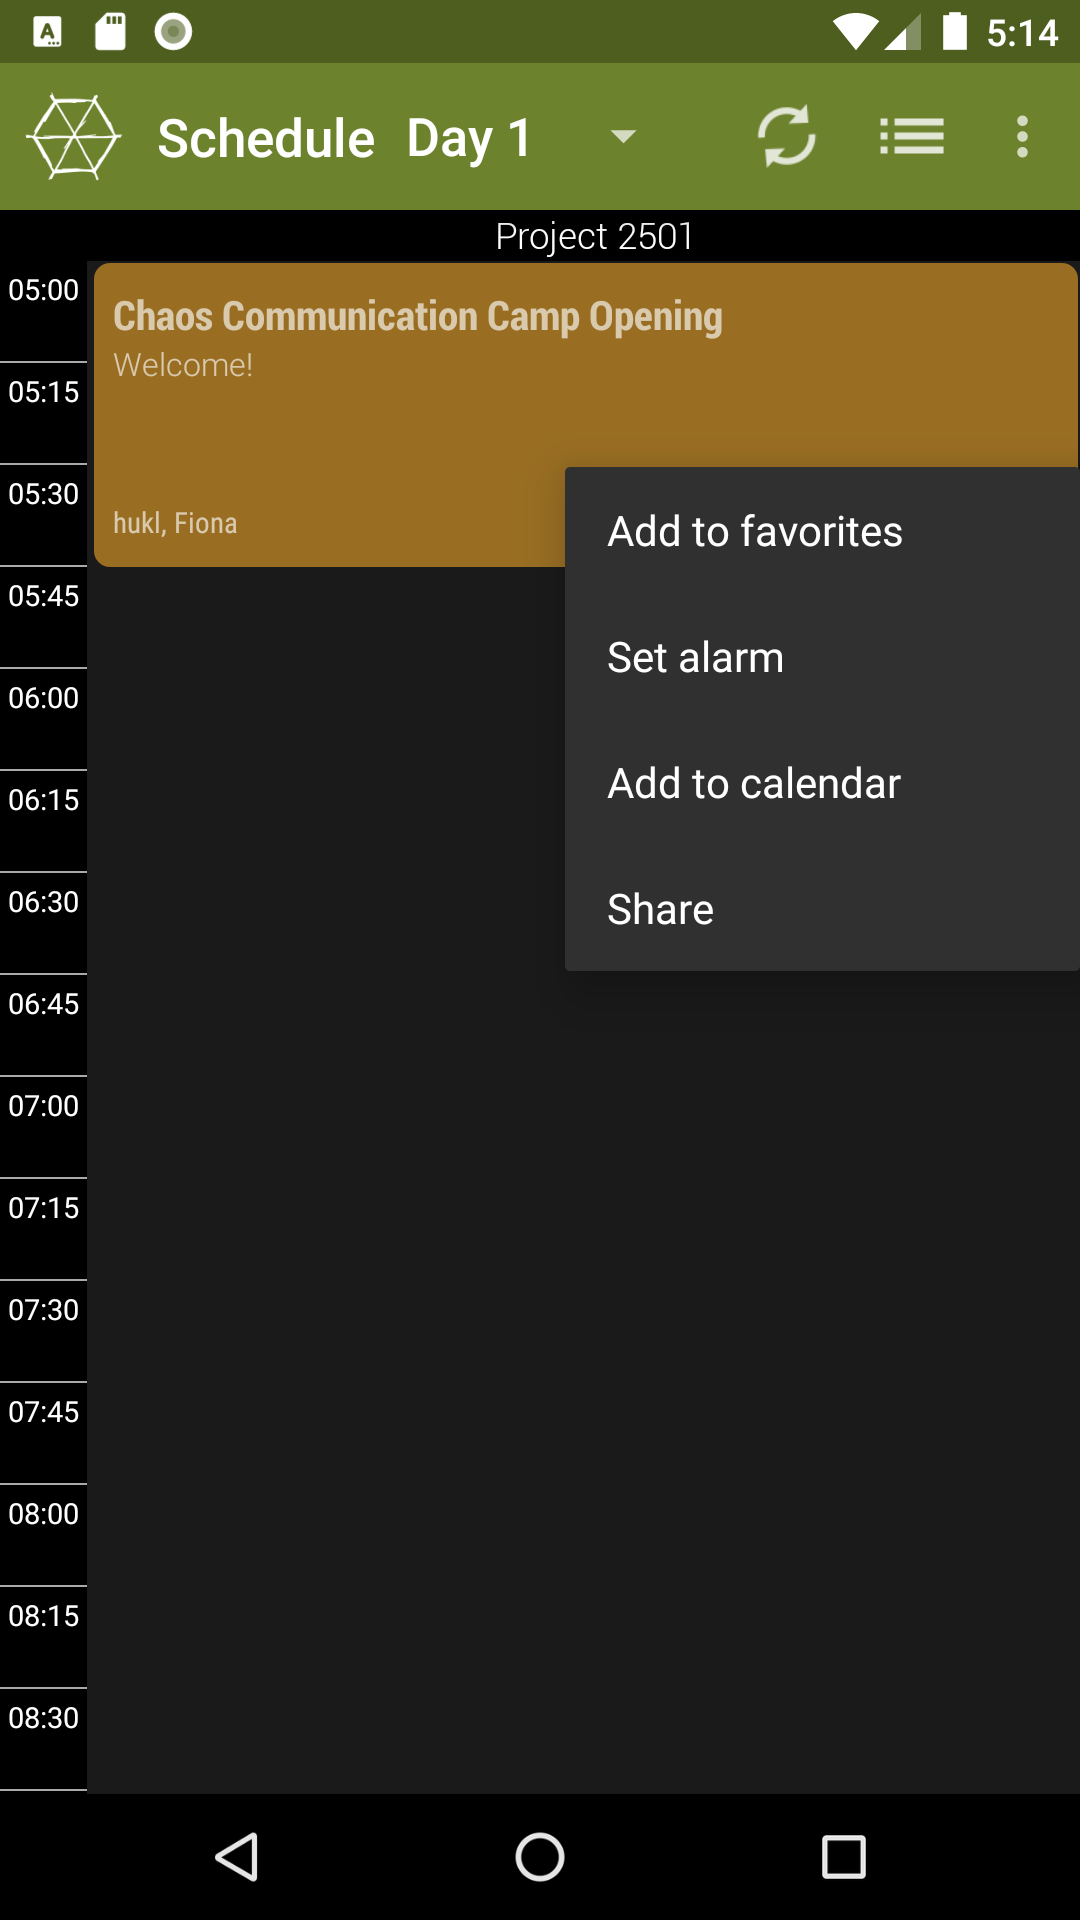 5:14
Schedule Day 1
Project 2501
05:00
Chaos Communication Camp Opening
Welcome!
05:15
05:30
hukl, Fiona
Add to favorites
05:45
Set alarm
06:00
Add to calendar
06:15
Share
06:30
06:45
07:00
07:15
07:30
07:45
08:00
08:15
08:30